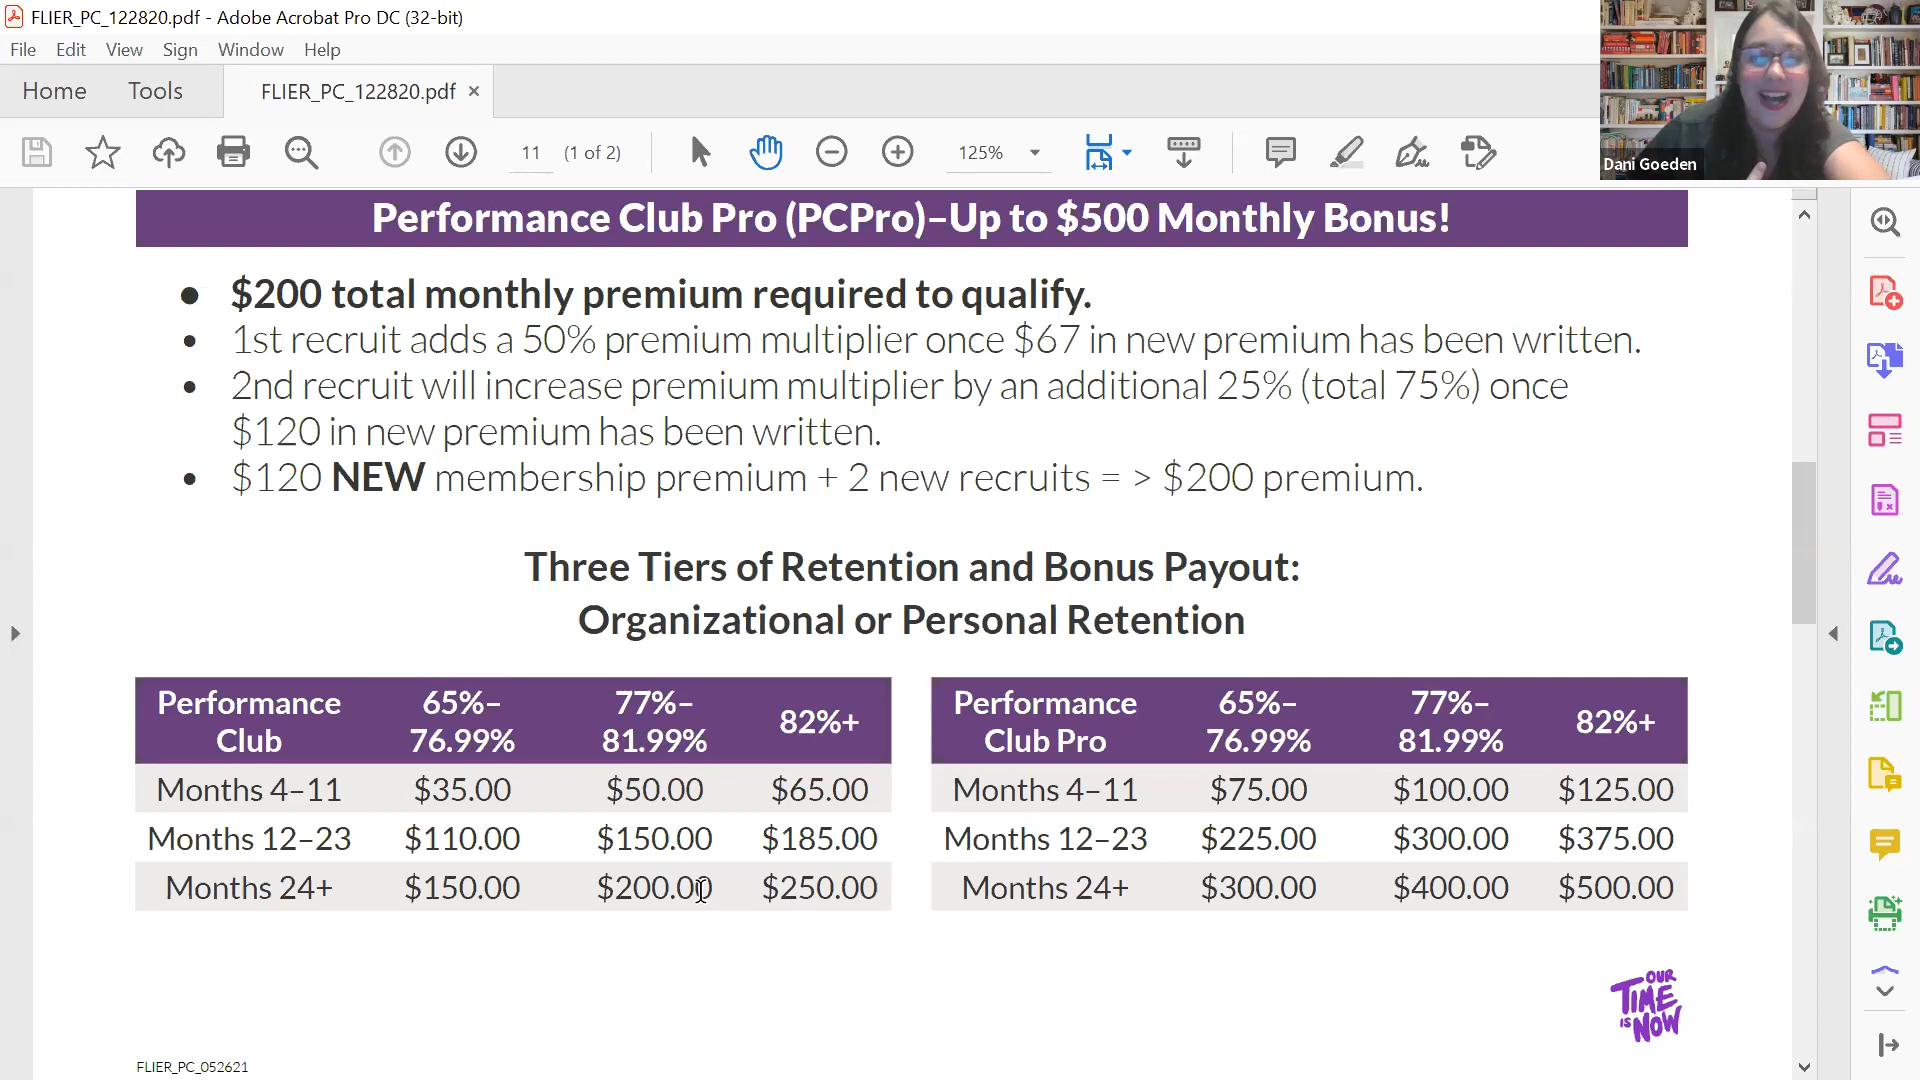 FLIER_PC_122820.pdf - Adobe Acrobat Pro DC (32-bit)
File Edit View Sign Window Help
Home Tools FLIER_PC_122820.pdf ×
11 (1 of 2) 125%
Dani Goeden
Performance Club Pro (PCPro)–Up to $500 Monthly Bonus!
• $200 total monthly premium required to qualify.
• 1st recruit adds a 50% premium multiplier once $67 in new premium has been written.
• 2nd recruit will increase premium multiplier by an additional 25% (total 75%) once
$120 in new premium has been written.
• $120 NEW membership premium + 2 new recruits = > $200 premium.
Three Tiers of Retention and Bonus Payout:
Organizational or Personal Retention
Performance Club 65%–76.99% 77%–81.99% 82%+
Months 4–11 $35.00 $50.00 $65.00
Months 12–23 $110.00 $150.00 $185.00
Months 24+ $150.00 $200.00 $250.00
Performance Club Pro 65%–76.99% 77%–81.99% 82%+
Months 4–11 $75.00 $100.00 $125.00
Months 12–23 $225.00 $300.00 $375.00
Months 24+ $300.00 $400.00 $500.00
OUR
TIME
IS NOW
FLIER_PC_052621